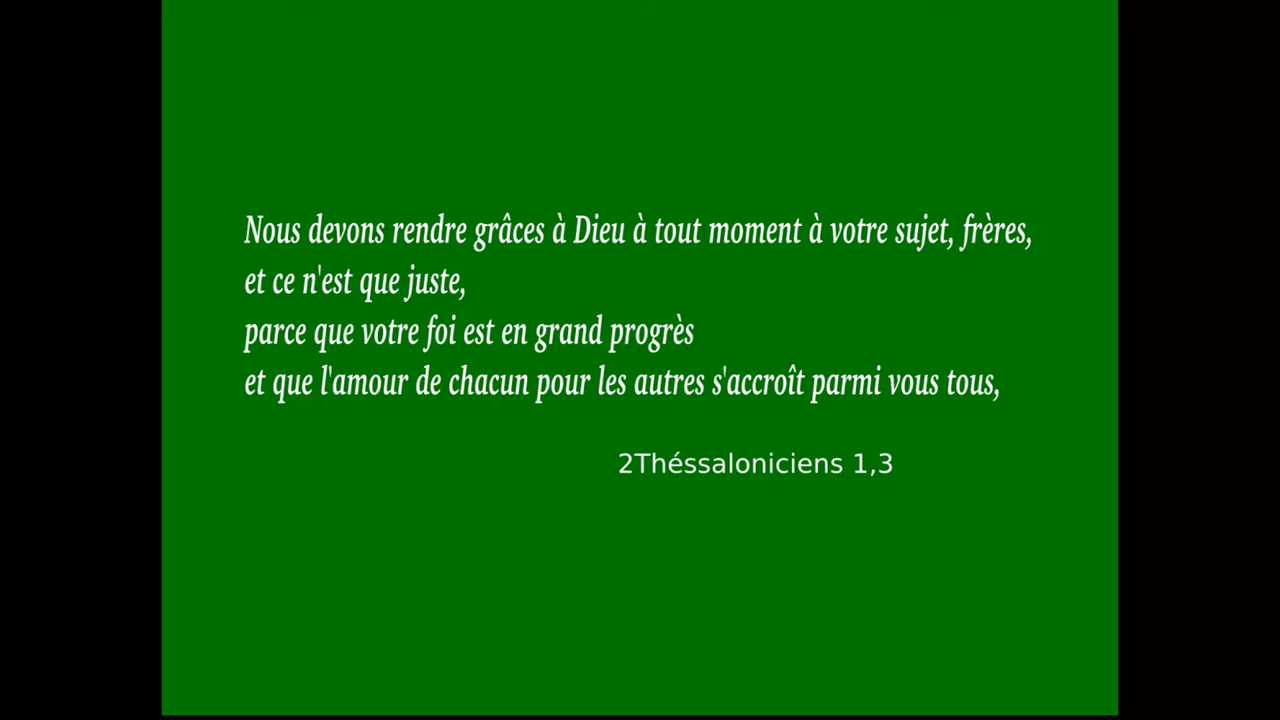 Nous devons rendre grâces à Dieu à tout moment à votre sujet, frères,
et ce n'est que juste,
parce que votre foi est en grand progrès
et que l'amour de chacun pour les autres s'accroît parmi vous tous,
2Théssaloniciens 1,3